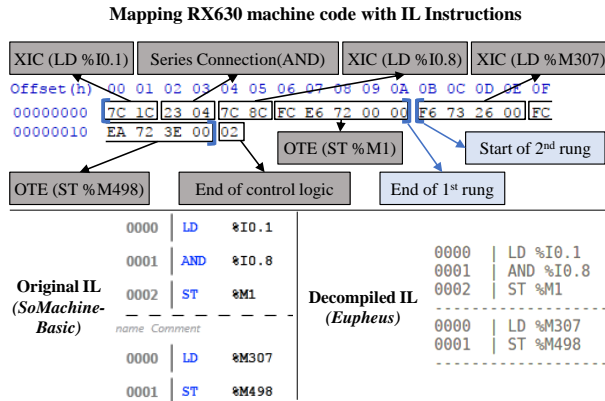 Mapping RX630 machine code with IL Instructions
XIC (LD %I0.1)
Series Connection(AND)
XIC (LD %I0.8)
XIC (LD %M307)
Offset(h) 00 01 02 03 04 05 06 07 08 09 0A 0B 0C 0D 0E 0F
00000000 7C 1C 23 04 7C 8C FC E6 72 00 00 F6 73 26 00 FC
00000010 EA 72 3E 00 02
OTE (ST %M1)
Start of 2nd rung
OTE (ST %M498)
End of control logic
End of 1st rung
Original IL
(SoMachine-
Basic)
0000 LD %I0.1
0001 AND %I0.8
0002 ST %M1
name Comment
0000 LD %M307
0001 ST %M498
Decompiled IL
(Eupheus)
0000 | LD %I0.1
0001 | AND %I0.8
0002 | ST %M1
0000 | LD %M307
0001 | ST %M498